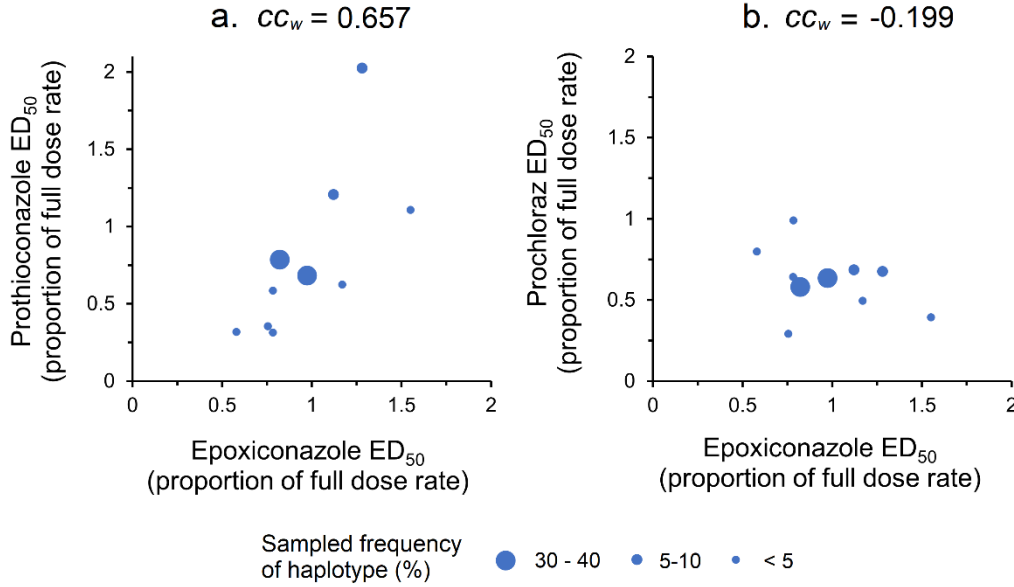 a. cc_w = 0.657
Prothioconazole ED50
(proportion of full dose rate)
2
1.5
1
0.5
0
0
0.5
1
1.5
2
Epoxiconazole ED50
(proportion of full dose rate)
b. cc_w = -0.199
Prochloraz ED50
(proportion of full dose rate)
2
1.5
1
0.5
0
0
0.5
1
1.5
2
Epoxiconazole ED50
(proportion of full dose rate)
Sampled frequency
of haplotype (%)
30 - 40
5-10
< 5